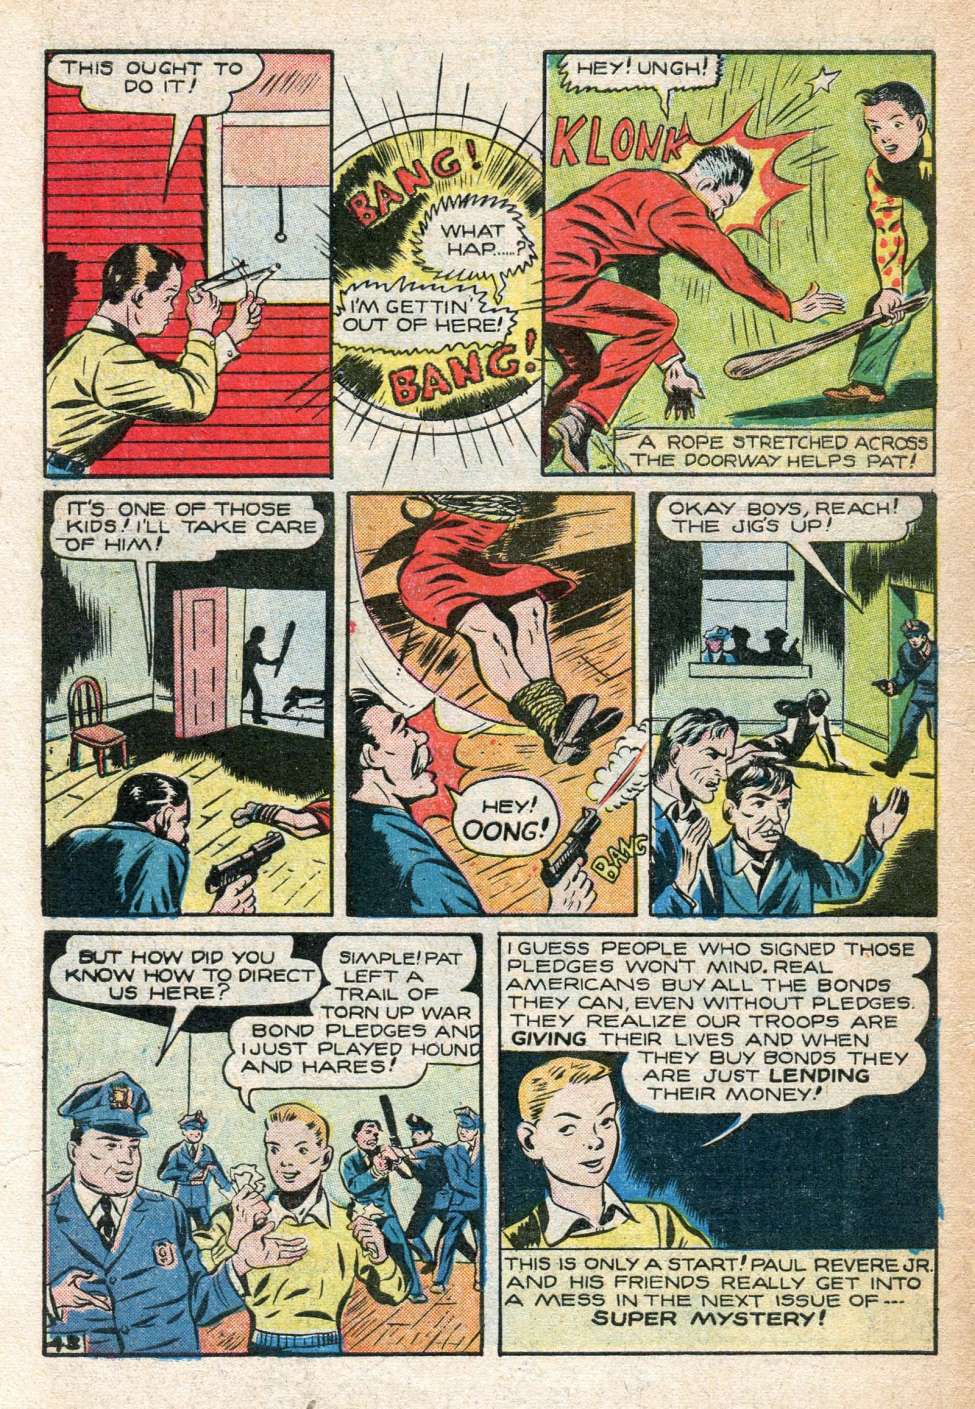 THIS OUGHT TO
DO IT!
BANG!
WHAT
HAP.....?
I'M GETTIN'
OUT OF HERE!
BANG!
HEY! UNGH!
KLONK
A ROPE STRETCHED ACROSS
THE DOORWAY HELPS PAT!
IT'S ONE OF THOSE
KIDS! I'LL TAKE CARE
OF HIM!
HEY!
OONG!
BANG
OKAY BOYS, REACH!
THE JIG'S UP!
BUT HOW DID YOU
KNOW HOW TO DIRECT
US HERE?
SIMPLE! PAT
LEFT A
TRAIL OF
TORN UP WAR
BOND PLEDGES AND
I JUST PLAYED HOUND
AND HARES!
48
I GUESS PEOPLE WHO SIGNED THOSE
PLEDGES WON'T MIND. REAL
AMERICANS BUY ALL THE BONDS
THEY CAN, EVEN WITHOUT PLEDGES.
THEY REALIZE OUR TROOPS ARE
GIVING THEIR LIVES AND WHEN
THEY BUY BONDS THEY
ARE JUST LENDING
THEIR MONEY!
THIS IS ONLY A START! PAUL REVERE JR.
AND HIS FRIENDS REALLY GET INTO
A MESS IN THE NEXT ISSUE OF---
SUPER MYSTERY!